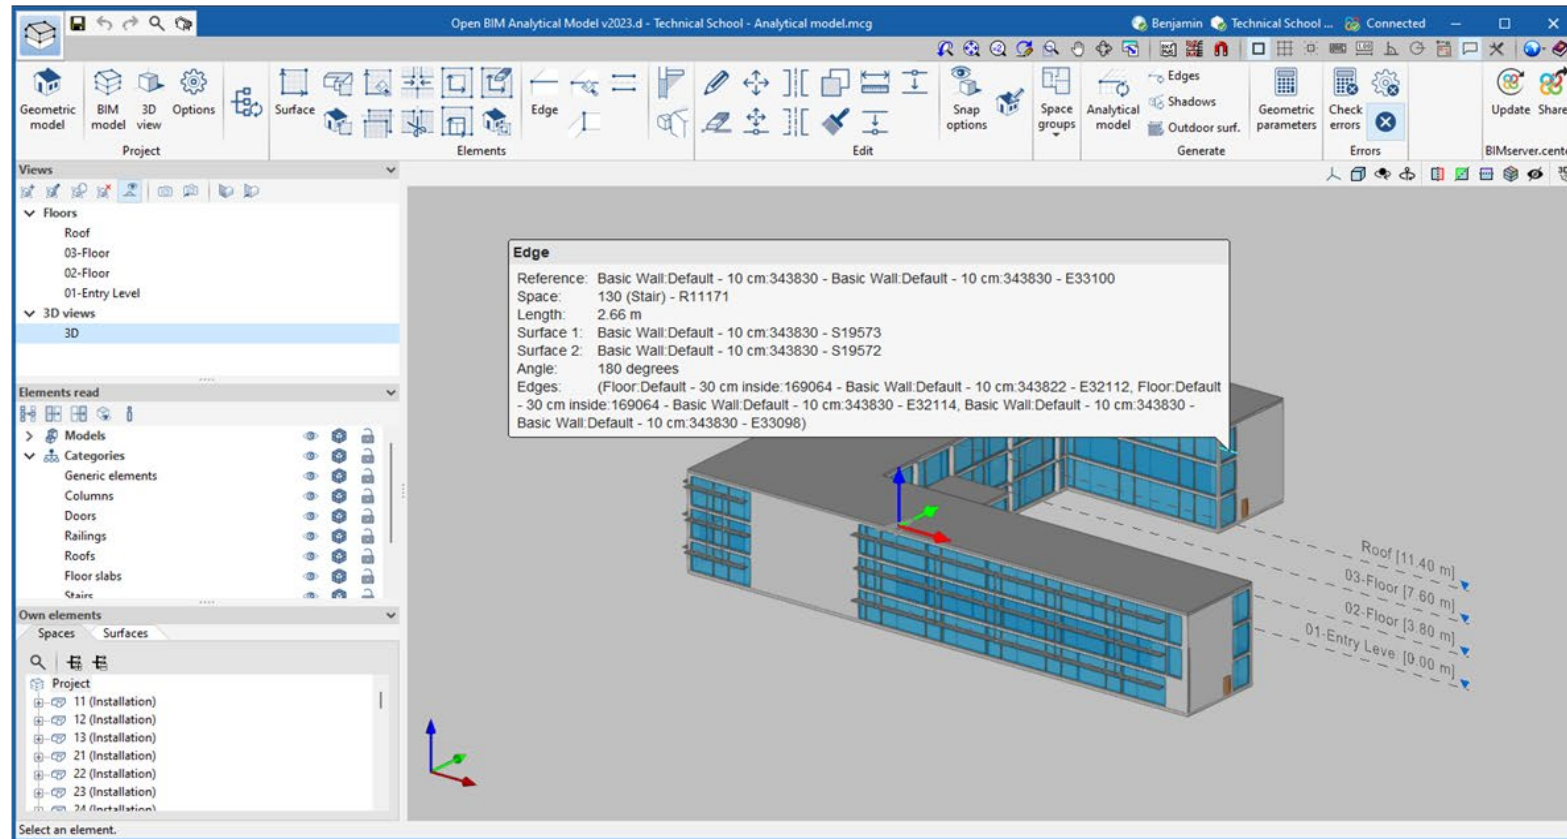 Open BIM Analytical Model v2023.d - Technical School - Analytical model.mcg
Benjamin
Technical School ...
Connected
Geometric model
BIM model
3D view
Options
Surface
Edge
Snap options
Space groups
Analytical model
Edges
Shadows
Outdoor surf.
Geometric parameters
Check errors
Update
Share
Project
Elements
Edit
Generate
Errors
BIMserver.cente
Views
Floors
Roof
03-Floor
02-Floor
01-Entry Level
3D views
3D
Elements read
Models
Categories
Generic elements
Columns
Doors
Railings
Roofs
Floor slabs
Stairs
Own elements
Spaces
Surfaces
Project
11 (Installation)
12 (Installation)
13 (Installation)
21 (Installation)
22 (Installation)
23 (Installation)
24 (Installation)
Select an element.
Edge
Reference: Basic Wall:Default - 10 cm:343830 - Basic Wall:Default - 10 cm:343830 - E33100
Space: 130 (Stair) - R11171
Length: 2.66 m
Surface 1: Basic Wall:Default - 10 cm:343830 - S19573
Surface 2: Basic Wall:Default - 10 cm:343830 - S19572
Angle: 180 degrees
Edges: (Floor:Default - 30 cm inside:169064 - Basic Wall:Default - 10 cm:343822 - E32112, Floor:Default
- 30 cm inside:169064 - Basic Wall:Default - 10 cm:343830 - E32114, Basic Wall:Default - 10 cm:343830 -
Basic Wall:Default - 10 cm:343830 - E33098)
Roof [11.40 m]
03-Floor [7.60 m]
02-Floor [3.80 m]
01-Entry Leve [0.00 m]